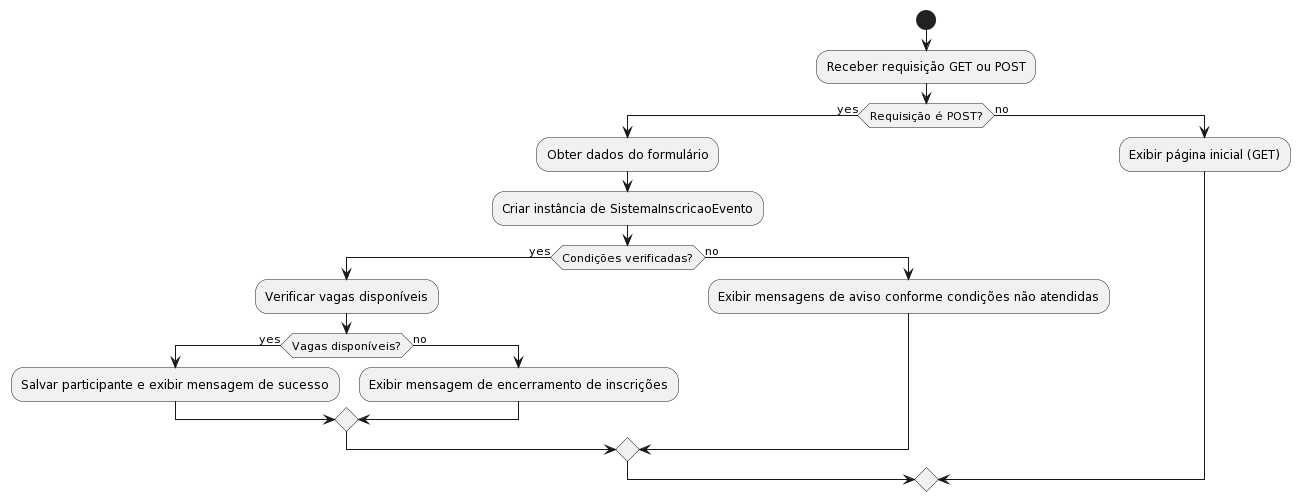 Receber requisição GET ou POST
yes
Requisição é POST?
no
Obter dados do formulário
Exibir página inicial (GET)
Criar instância de SistemaInscricaoEvento
yes
Condições verificadas?
no
Verificar vagas disponíveis
Exibir mensagens de aviso conforme condições não atendidas
yes
Vagas disponíveis?
no
Salvar participante e exibir mensagem de sucesso
Exibir mensagem de encerramento de inscrições